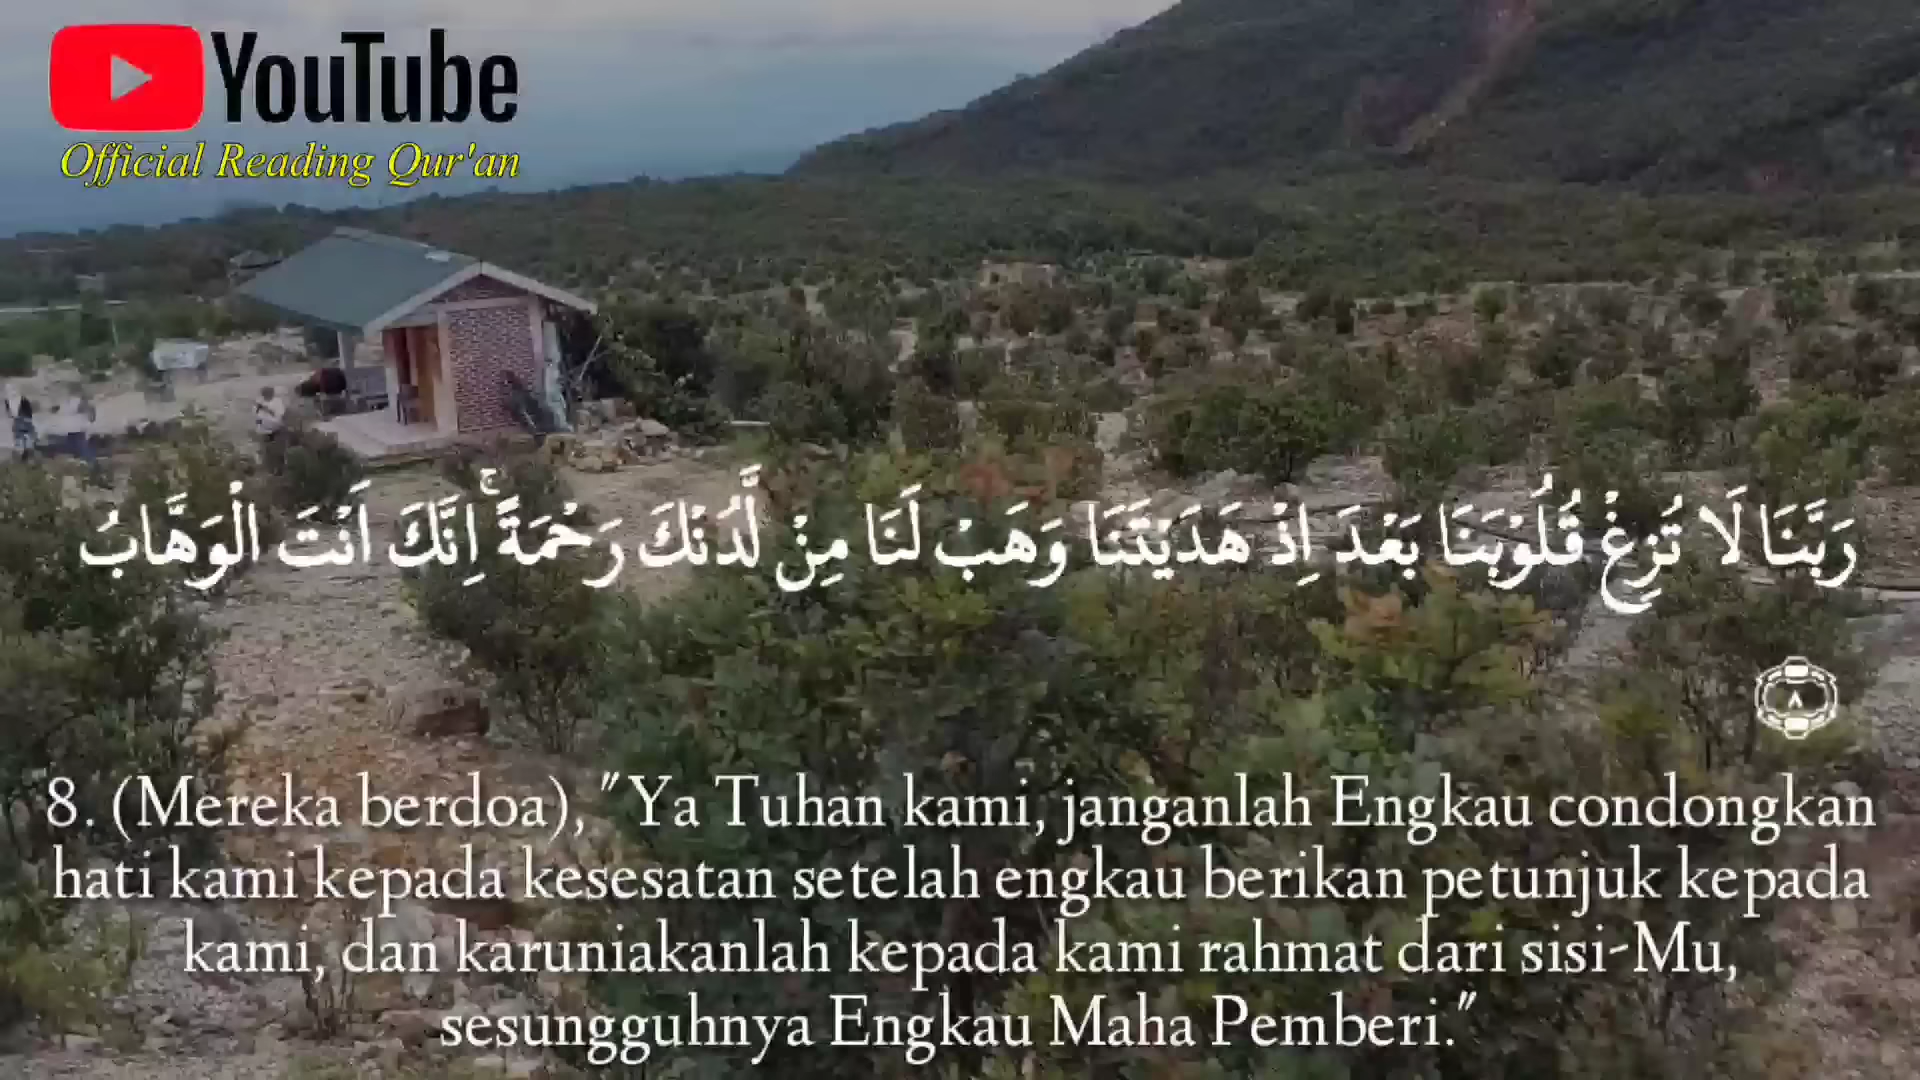 YouTube
Official Reading Qur'an
رَبَّنَا لَا تُزِغْ قُلُوْبَنَا بَعْدَ اِذْ هَدَيْتَنَا وَهَبْ لَنَا مِنْ لَّدُنْكَ رَحْمَةً ۚاِنَّكَ اَنْتَ الْوَهَّابُ
٨
8. (Mereka berdoa), "Ya Tuhan kami, janganlah Engkau condongkan
hati kami kepada kesesatan setelah engkau berikan petunjuk kepada
kami, dan karuniakanlah kepada kami rahmat dari sisi-Mu,
sesungguhnya Engkau Maha Pemberi."